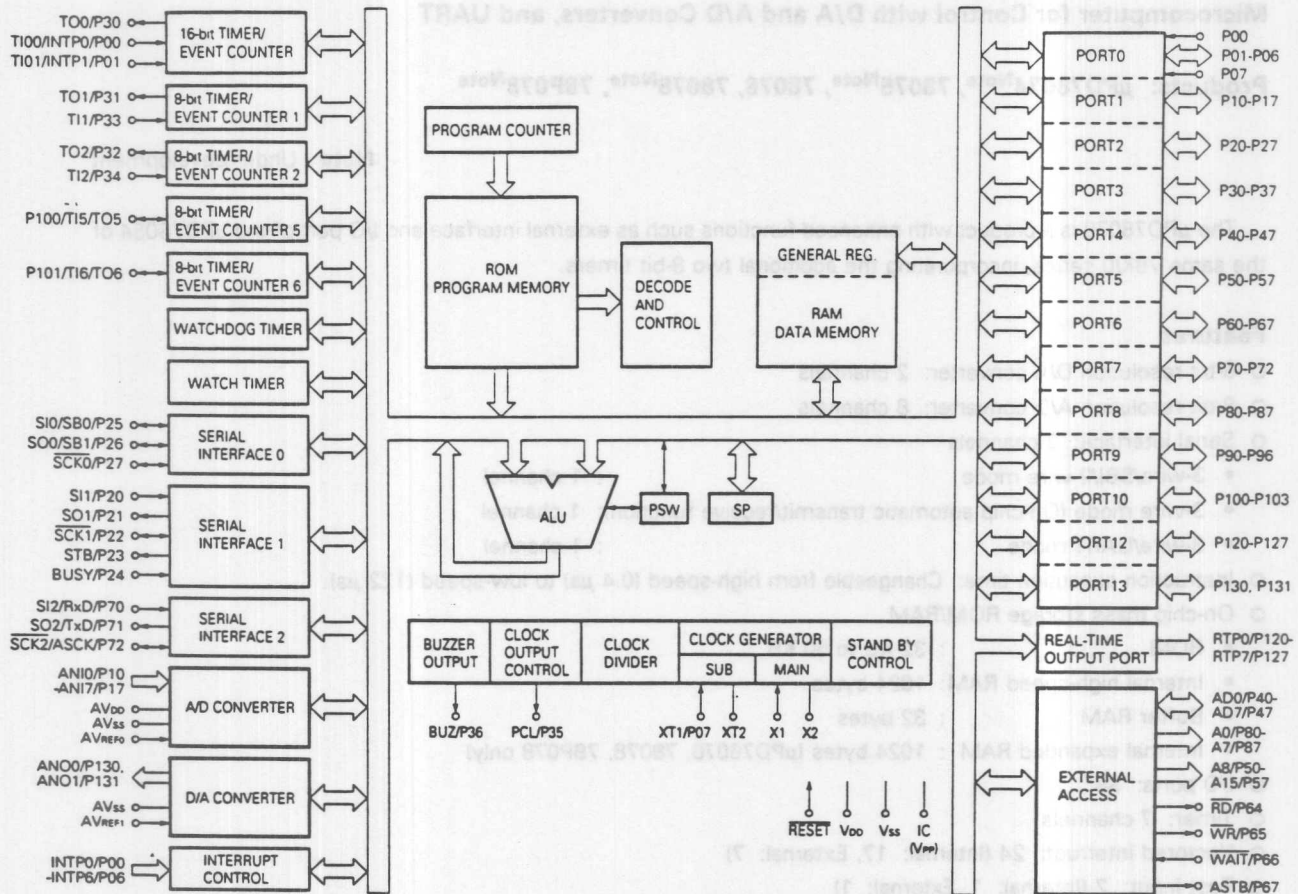 TO0/P30
TI00/INTP0/P00
TI01/INTP1/P01
16-bit TIMER/
EVENT COUNTER
TO1/P31
TI1/P33
8-bit TIMER/
EVENT COUNTER 1
TO2/P32
TI2/P34
8-bit TIMER/
EVENT COUNTER 2
P100/TI5/TO5
8-bit TIMER/
EVENT COUNTER 5
P101/TI6/TO6
8-bit TIMER/
EVENT COUNTER 6
WATCHDOG TIMER
WATCH TIMER
SI0/SB0/P25
SO0/SB1/P26
SCK0/P27
SERIAL
INTERFACE 0
SI1/P20
SO1/P21
SCK1/P22
STB/P23
BUSY/P24
SERIAL
INTERFACE 1
SI2/RxD/P70
SO2/TxD/P71
SCK2/ASCK/P72
SERIAL
INTERFACE 2
ANI0/P10
-ANI7/P17
AVDD
AVSS
AVREF0
A/D CONVERTER
ANO0/P130,
ANO1/P131
AVSS
AVREF1
D/A CONVERTER
INTP0/P00
-INTP6/P06
INTERRUPT
CONTROL
PROGRAM COUNTER
ROM
PROGRAM MEMORY
DECODE
AND
CONTROL
GENERAL REG.
RAM
DATA MEMORY
ALU
PSW
SP
BUZZER
OUTPUT
CLOCK
OUTPUT
CONTROL
CLOCK
DIVIDER
CLOCK GENERATOR
SUB
MAIN
STAND BY
CONTROL
BUZ/P36
PCL/P35
XT1/P07
XT2
X1
X2
RESET
VDD
VSS
IC
(VPP)
PORT0
P00
P01-P06
P07
PORT1
P10-P17
PORT2
P20-P27
PORT3
P30-P37
PORT4
P40-P47
PORT5
P50-P57
PORT6
P60-P67
PORT7
P70-P72
PORT8
P80-P87
PORT9
P90-P96
PORT10
P100-P103
PORT12
P120-P127
PORT13
P130, P131
REAL-TIME
OUTPUT PORT
RTP0/P120-
RTP7/P127
EXTERNAL
ACCESS
AD0/P40-
AD7/P47
A0/P80-
A7/P87
A8/P50-
A15/P57
RD/P64
WR/P65
WAIT/P66
ASTB/P67